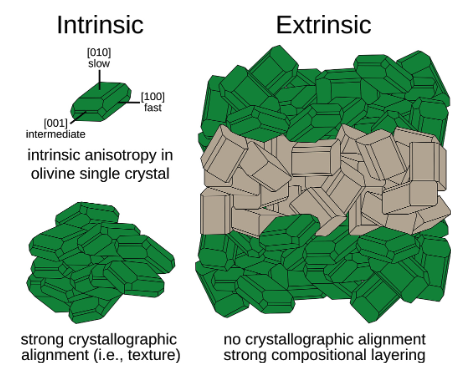 Intrinsic
Extrinsic
[010]
slow
[100]
fast
[001]
intermediate
intrinsic anisotropy in
olivine single crystal
strong crystallographic
alignment (i.e., texture)
no crystallographic alignment
strong compositional layering